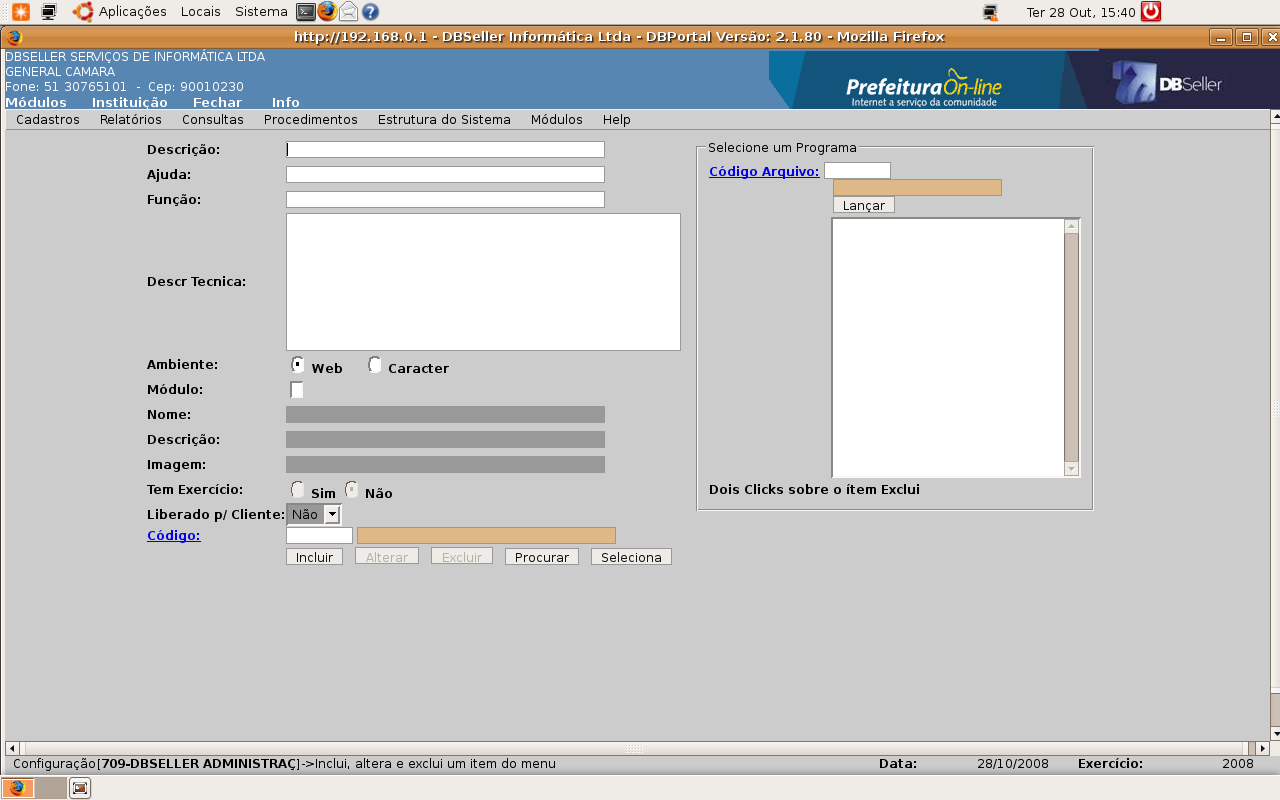 Aplicações Locais Sistema Ter 28 Out, 15:40
http://192.168.0.1 - DBSeller Informática Ltda - DBPortal Versão: 2.1.80 - Mozilla Firefox
DBSELLER SERVIÇOS DE INFORMÁTICA LTDA
GENERAL CAMARA
Fone: 51 30765101 - Cep: 90010230
Módulos Instituição Fechar Info
PrefeituraOn-line
Internet a serviço da comunidade
DBSeller
Cadastros Relatórios Consultas Procedimentos Estrutura do Sistema Módulos Help
Descrição:
Ajuda:
Função:
Descr Tecnica:
Ambiente: Web Caracter
Módulo:
Nome:
Descrição:
Imagem:
Tem Exercício: Sim Não
Liberado p/ Cliente: Não
Código:
Incluir Alterar Excluir Procurar Seleciona
Selecione um Programa
Código Arquivo:
Lançar
Dois Clicks sobre o ítem Exclui
Configuração[709-DBSELLER ADMINISTRAÇ]->Inclui, altera e exclui um item do menu Data: 28/10/2008 Exercício: 2008